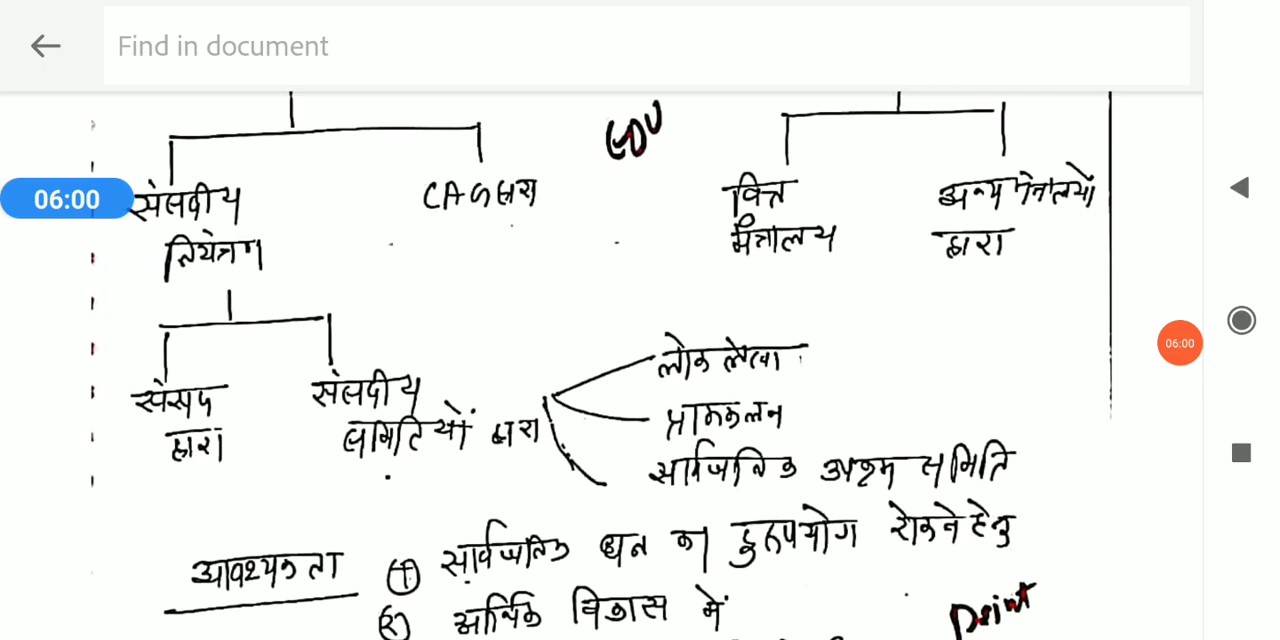 Find in document
06:00
संसदीय
नियंत्रण
CAG द्वारा
वित्त
मंत्रालय
अन्य मंत्रालयों
द्वारा
संसद
द्वारा
संसदीय
समितियों द्वारा
लोक लेखा
प्राक्कलन
सार्वजनिक उपक्रम समिति
आवश्यकता
① सार्वजनिक धन का दुरूपयोग रोकने हेतु
② आर्थिक विकास में
Point
06:00